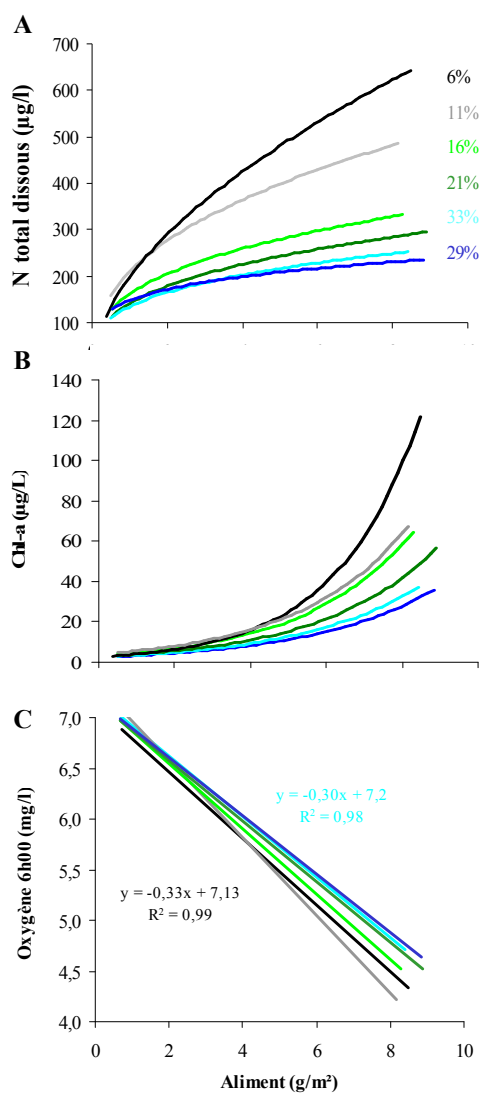 A
N total dissous (µg/l)
700
600
500
400
300
200
100
6%
11%
16%
21%
33%
29%
B
Chl-a (µg/L)
140
120
100
80
60
40
20
0
C
Oxygène 6h00 (mg/l)
7,0
6,5
6,0
5,5
5,0
4,5
4,0
y = -0,30x + 7,2
R² = 0,98
y = -0,33x + 7,13
R² = 0,99
0 2 4 6 8 10
Aliment (g/m²)